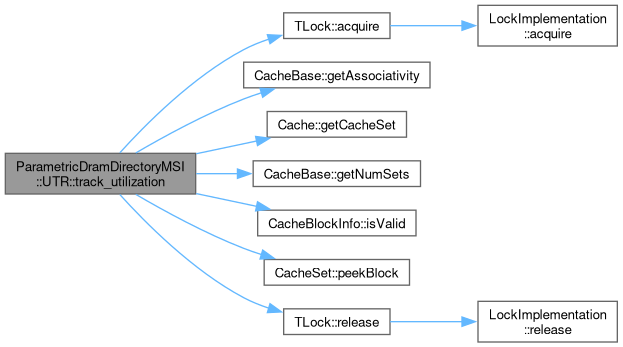 ParametricDramDirectoryMSI
::UTR::track_utilization
TLock::acquire
LockImplementation
::acquire
CacheBase::getAssociativity
Cache::getCacheSet
CacheBase::getNumSets
CacheBlockInfo::isValid
CacheSet::peekBlock
TLock::release
LockImplementation
::release